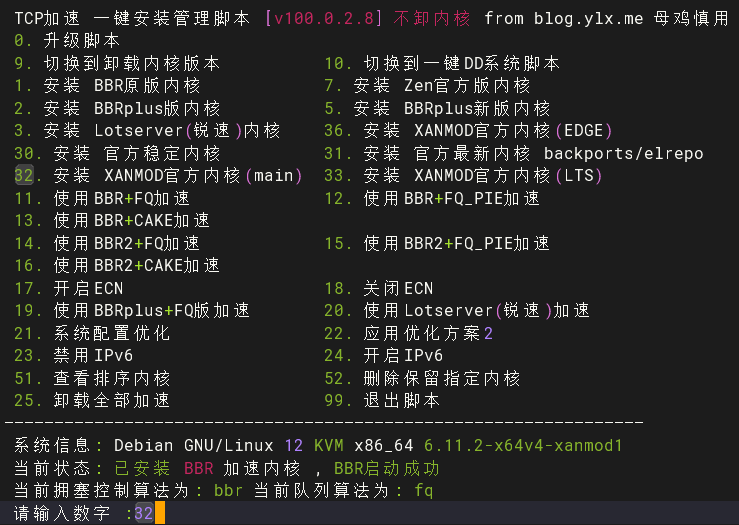 TCP加速 一键安装管理脚本 [v100.0.2.8] 不卸内核 from blog.ylx.me 母鸡慎用
0. 升级脚本
9. 切换到卸载内核版本 10. 切换到一键DD系统脚本
1. 安装 BBR原版内核 7. 安装 Zen官方版内核
2. 安装 BBRplus版内核 5. 安装 BBRplus新版内核
3. 安装 Lotserver(锐速)内核 36. 安装 XANMOD官方内核(EDGE)
30. 安装 官方稳定内核 31. 安装 官方最新内核 backports/elrepo
32. 安装 XANMOD官方内核(main) 33. 安装 XANMOD官方内核(LTS)
11. 使用BBR+FQ加速 12. 使用BBR+FQ_PIE加速
13. 使用BBR+CAKE加速
14. 使用BBR2+FQ加速 15. 使用BBR2+FQ_PIE加速
16. 使用BBR2+CAKE加速
17. 开启ECN 18. 关闭ECN
19. 使用BBRplus+FQ版加速 20. 使用Lotserver(锐速)加速
21. 系统配置优化 22. 应用优化方案2
23. 禁用IPv6 24. 开启IPv6
51. 查看排序内核 52. 删除保留指定内核
25. 卸载全部加速 99. 退出脚本
————————————————————————————————————————————————————————————————
系统信息: Debian GNU/Linux 12 KVM x86_64 6.11.2-x64v4-xanmod1
当前状态: 已安装 BBR 加速内核 , BBR启动成功
当前拥塞控制算法为: bbr 当前队列算法为: fq
请输入数字 :32